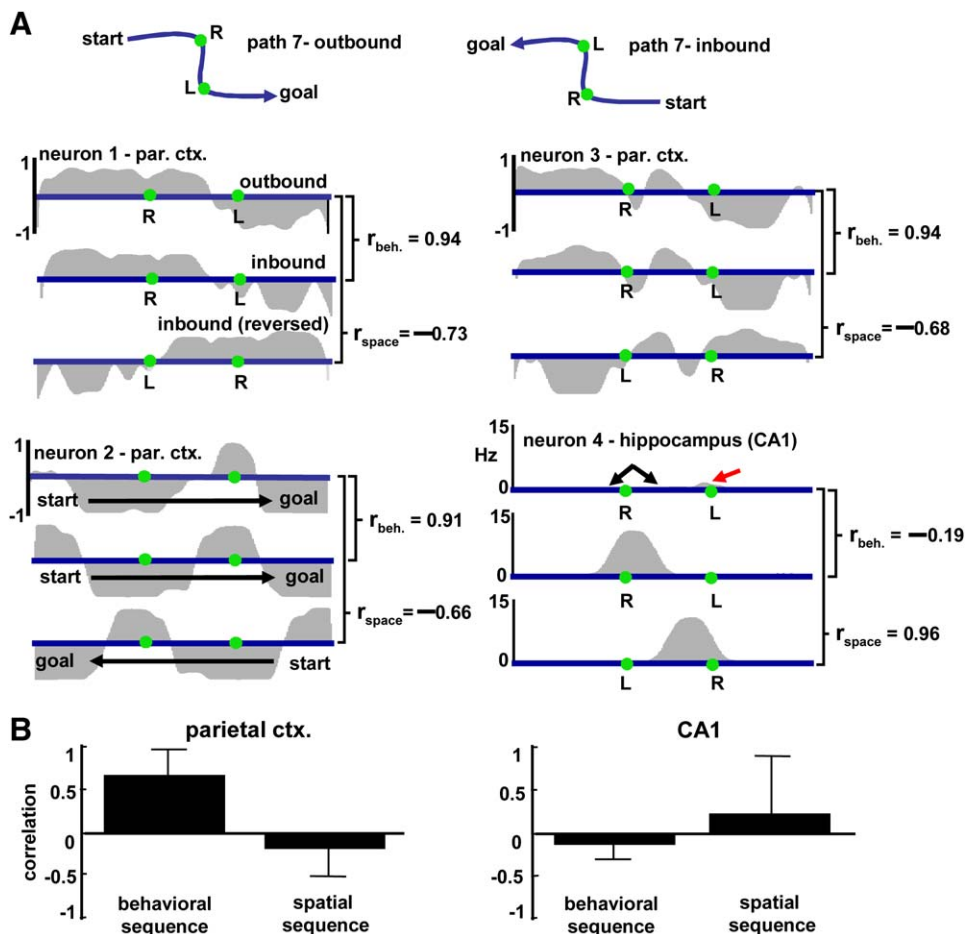 A
start
R
path 7- outbound
L
goal
goal
L
path 7- inbound
R
start
neuron 1 - par. ctx.
1
-1
outbound
R
L
inbound
R
L
inbound (reversed)
L
R
r beh. = 0.94
r space = −0.73
neuron 3 - par. ctx.
1
-1
R
L
R
L
L
R
r beh. = 0.94
r space = −0.68
neuron 2 - par. ctx.
1
-1
start
goal
start
goal
goal
start
r beh. = 0.91
r space = −0.66
neuron 4 - hippocampus (CA1)
15
Hz
0
R
L
15
0
R
L
15
0
L
R
r beh. = −0.19
r space = 0.96
B
parietal ctx.
correlation
1
0.5
0
-0.5
-1
behavioral
sequence
spatial
sequence
CA1
1
0.5
0
-0.5
-1
behavioral
sequence
spatial
sequence